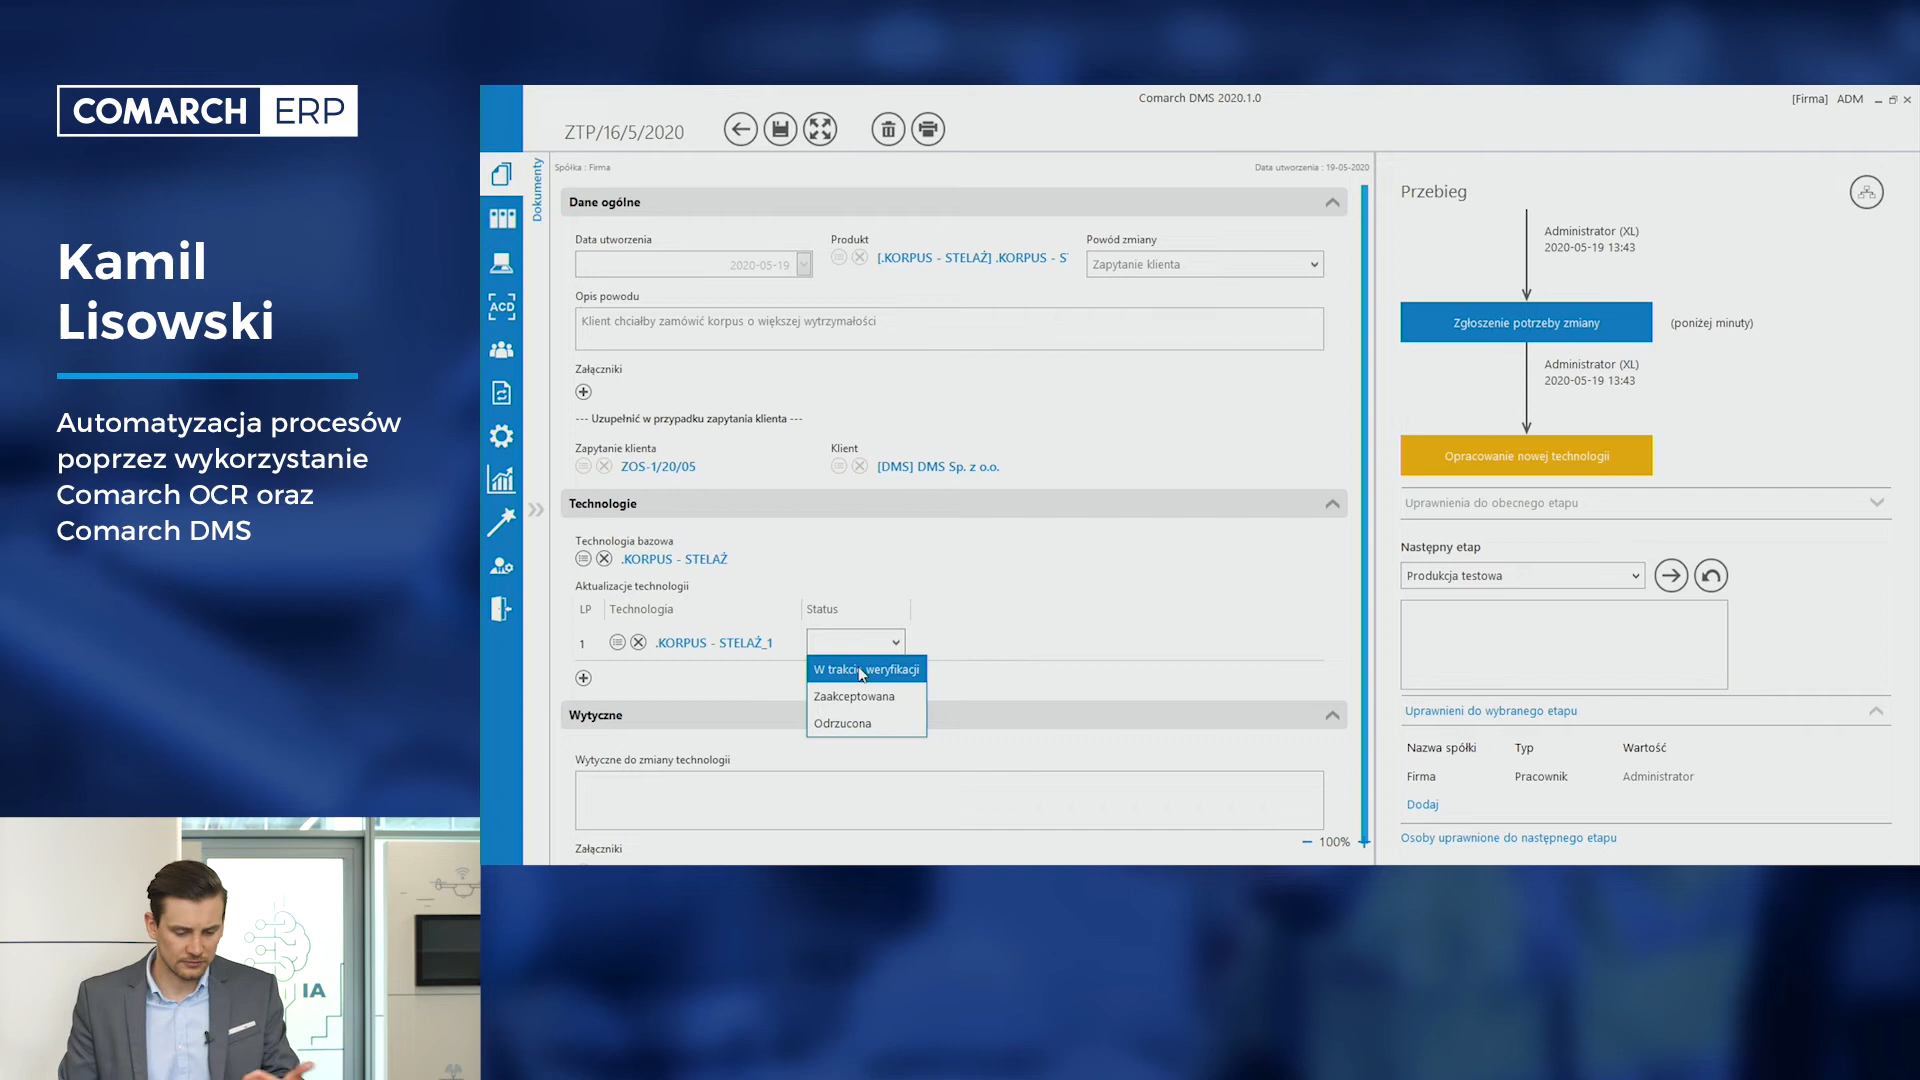 COMARCH ERP
Kamil
Lisowski
Automatyzacja procesów
poprzez wykorzystanie
Comarch OCR oraz
Comarch DMS
IA
Comarch DMS 2020.1.0
[Firma] ADM
ZTP/16/5/2020
Dokumenty
ACD
Spółka : Firma
Data utworzenia : 19-05-2020
Dane ogólne
Data utworzenia
Produkt
Powód zmiany
2020-05-19
[.KORPUS - STELAŻ] .KORPUS - S
Zapytanie klienta
Opis powodu
Klient chciałby zamówić korpus o większej wytrzymałości
Załączniki
--- Uzupełnić w przypadku zapytania klienta ---
Zapytanie klienta
Klient
ZOS-1/20/05
[DMS] DMS Sp. z o.o.
Technologie
Technologia bazowa
.KORPUS - STELAŻ
Aktualizacje technologii
LP Technologia Status
1 .KORPUS - STELAŻ_1
W trakcie weryfikacji
Zaakceptowana
Odrzucona
Wytyczne
Wytyczne do zmiany technologii
Załączniki
100%
Przebieg
Administrator (XL)
2020-05-19 13:43
Zgłoszenie potrzeby zmiany
(poniżej minuty)
Administrator (XL)
2020-05-19 13:43
Opracowanie nowej technologii
Uprawnienia do obecnego etapu
Następny etap
Produkcja testowa
Uprawnieni do wybranego etapu
Nazwa spółki Typ Wartość
Firma Pracownik Administrator
Dodaj
Osoby uprawnione do następnego etapu